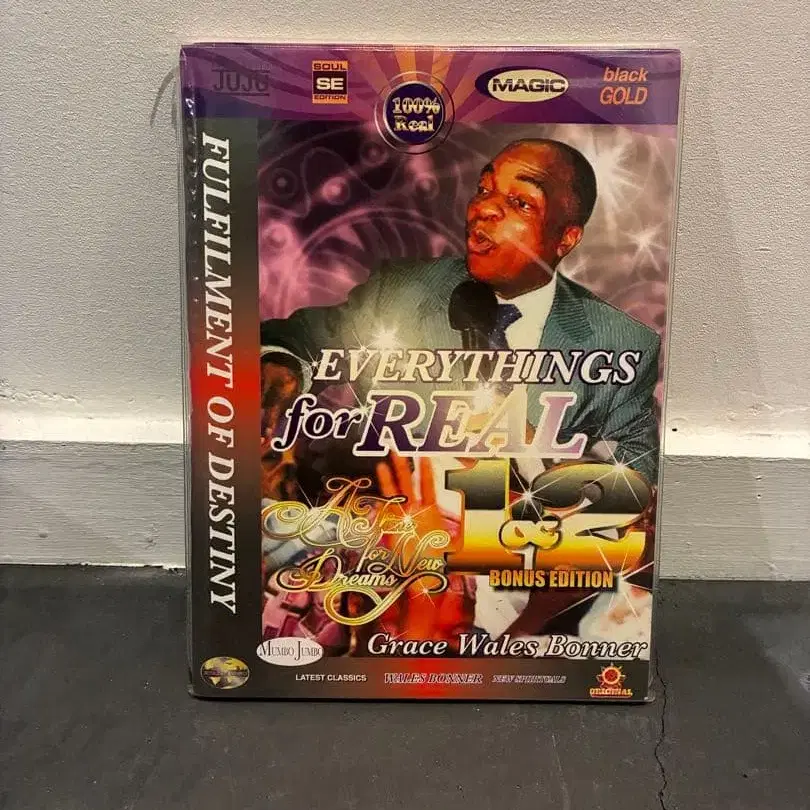 JUJU
SOUL
SE
EDITION
100%
Real
MAGIC
black
GOLD
FULFILMENT OF DESTINY
EVERYTHINGS
for REAL
1&2
A Time
for New
Dreams
BONUS EDITION
Grace Wales Bonner
MUMBO JUMBO
LATEST CLASSICS
WALES BONNER
NEW SPIRITUALS
ORIGINAL